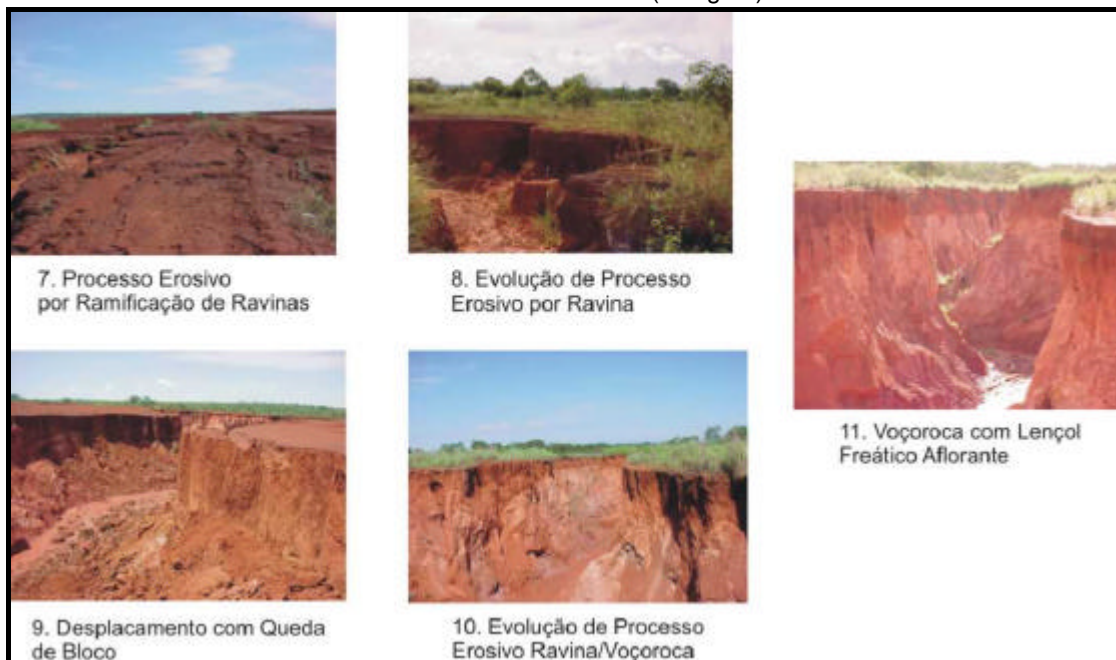 7. Processo Erosivo
por Ramificação de Ravinas
8. Evolução de Processo
Erosivo por Ravina
11. Voçoroca com Lençol
Freático Aflorante
9. Desplacamento com Queda
de Bloco
10. Evolução de Processo
Erosivo Ravina/Voçoroca